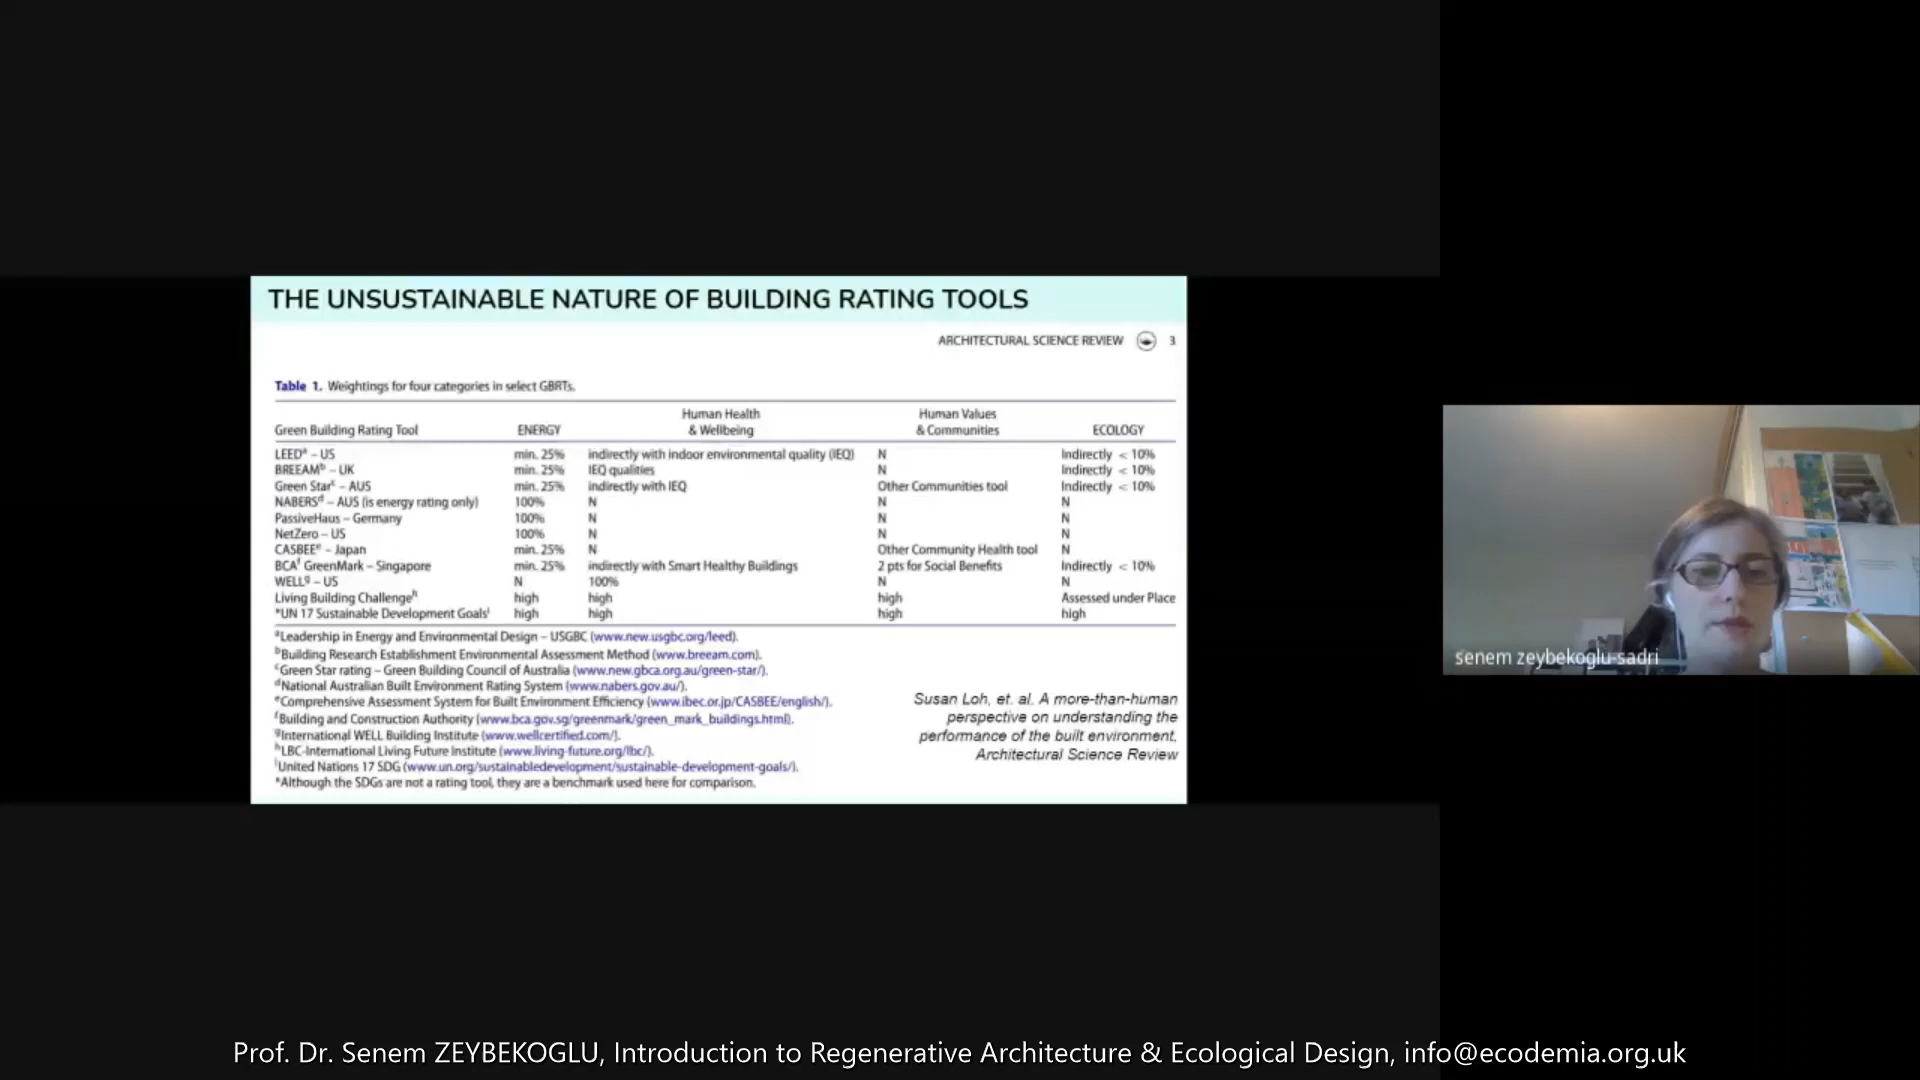 THE UNSUSTAINABLE NATURE OF BUILDING RATING TOOLS
ARCHITECTURAL SCIENCE REVIEW 3
Table 1. Weightings for four categories in select GBRTs.
Green Building Rating Tool ENERGY Human Health & Wellbeing Human Values & Communities ECOLOGY
LEEDᵃ – US min. 25% indirectly with indoor environmental quality (IEQ) N Indirectly < 10%
BREEAMᵇ – UK min. 25% IEQ qualities N Indirectly < 10%
Green Starᶜ – AUS min. 25% indirectly with IEQ Other Communities tool Indirectly < 10%
NABERSᵈ – AUS (is energy rating only) 100% N N N
PassiveHaus – Germany 100% N N N
NetZero – US 100% N N N
CASBEEᵉ – Japan min. 25% N Other Community Health tool N
BCAᶠ GreenMark – Singapore min. 25% indirectly with Smart Healthy Buildings 2 pts for Social Benefits Indirectly < 10%
WELLᵍ – US N 100% N N
Living Building Challengeʰ high high high Assessed under Place
*UN 17 Sustainable Development Goalsⁱ high high high high
ᵃLeadership in Energy and Environmental Design – USGBC (www.new.usgbc.org/leed).
ᵇBuilding Research Establishment Environmental Assessment Method (www.breeam.com).
ᶜGreen Star rating – Green Building Council of Australia (www.new.gbca.org.au/green-star/).
ᵈNational Australian Built Environment Rating System (www.nabers.gov.au/).
ᵉComprehensive Assessment System for Built Environment Efficiency (www.ibec.or.jp/CASBEE/english/).
ᶠBuilding and Construction Authority (www.bca.gov.sg/greenmark/green_mark_buildings.html).
ᵍInternational WELL Building Institute (www.wellcertified.com/).
ʰLBC-International Living Future Institute (www.living-future.org/lbc/).
ⁱUnited Nations 17 SDG (www.un.org/sustainabledevelopment/sustainable-development-goals/).
*Although the SDGs are not a rating tool, they are a benchmark used here for comparison.
Susan Loh, et. al. A more-than-human
perspective on understanding the
performance of the built environment,
Architectural Science Review
senem zeybekoglu-sadri
Prof. Dr. Senem ZEYBEKOGLU, Introduction to Regenerative Architecture & Ecological Design, info@ecodemia.org.uk